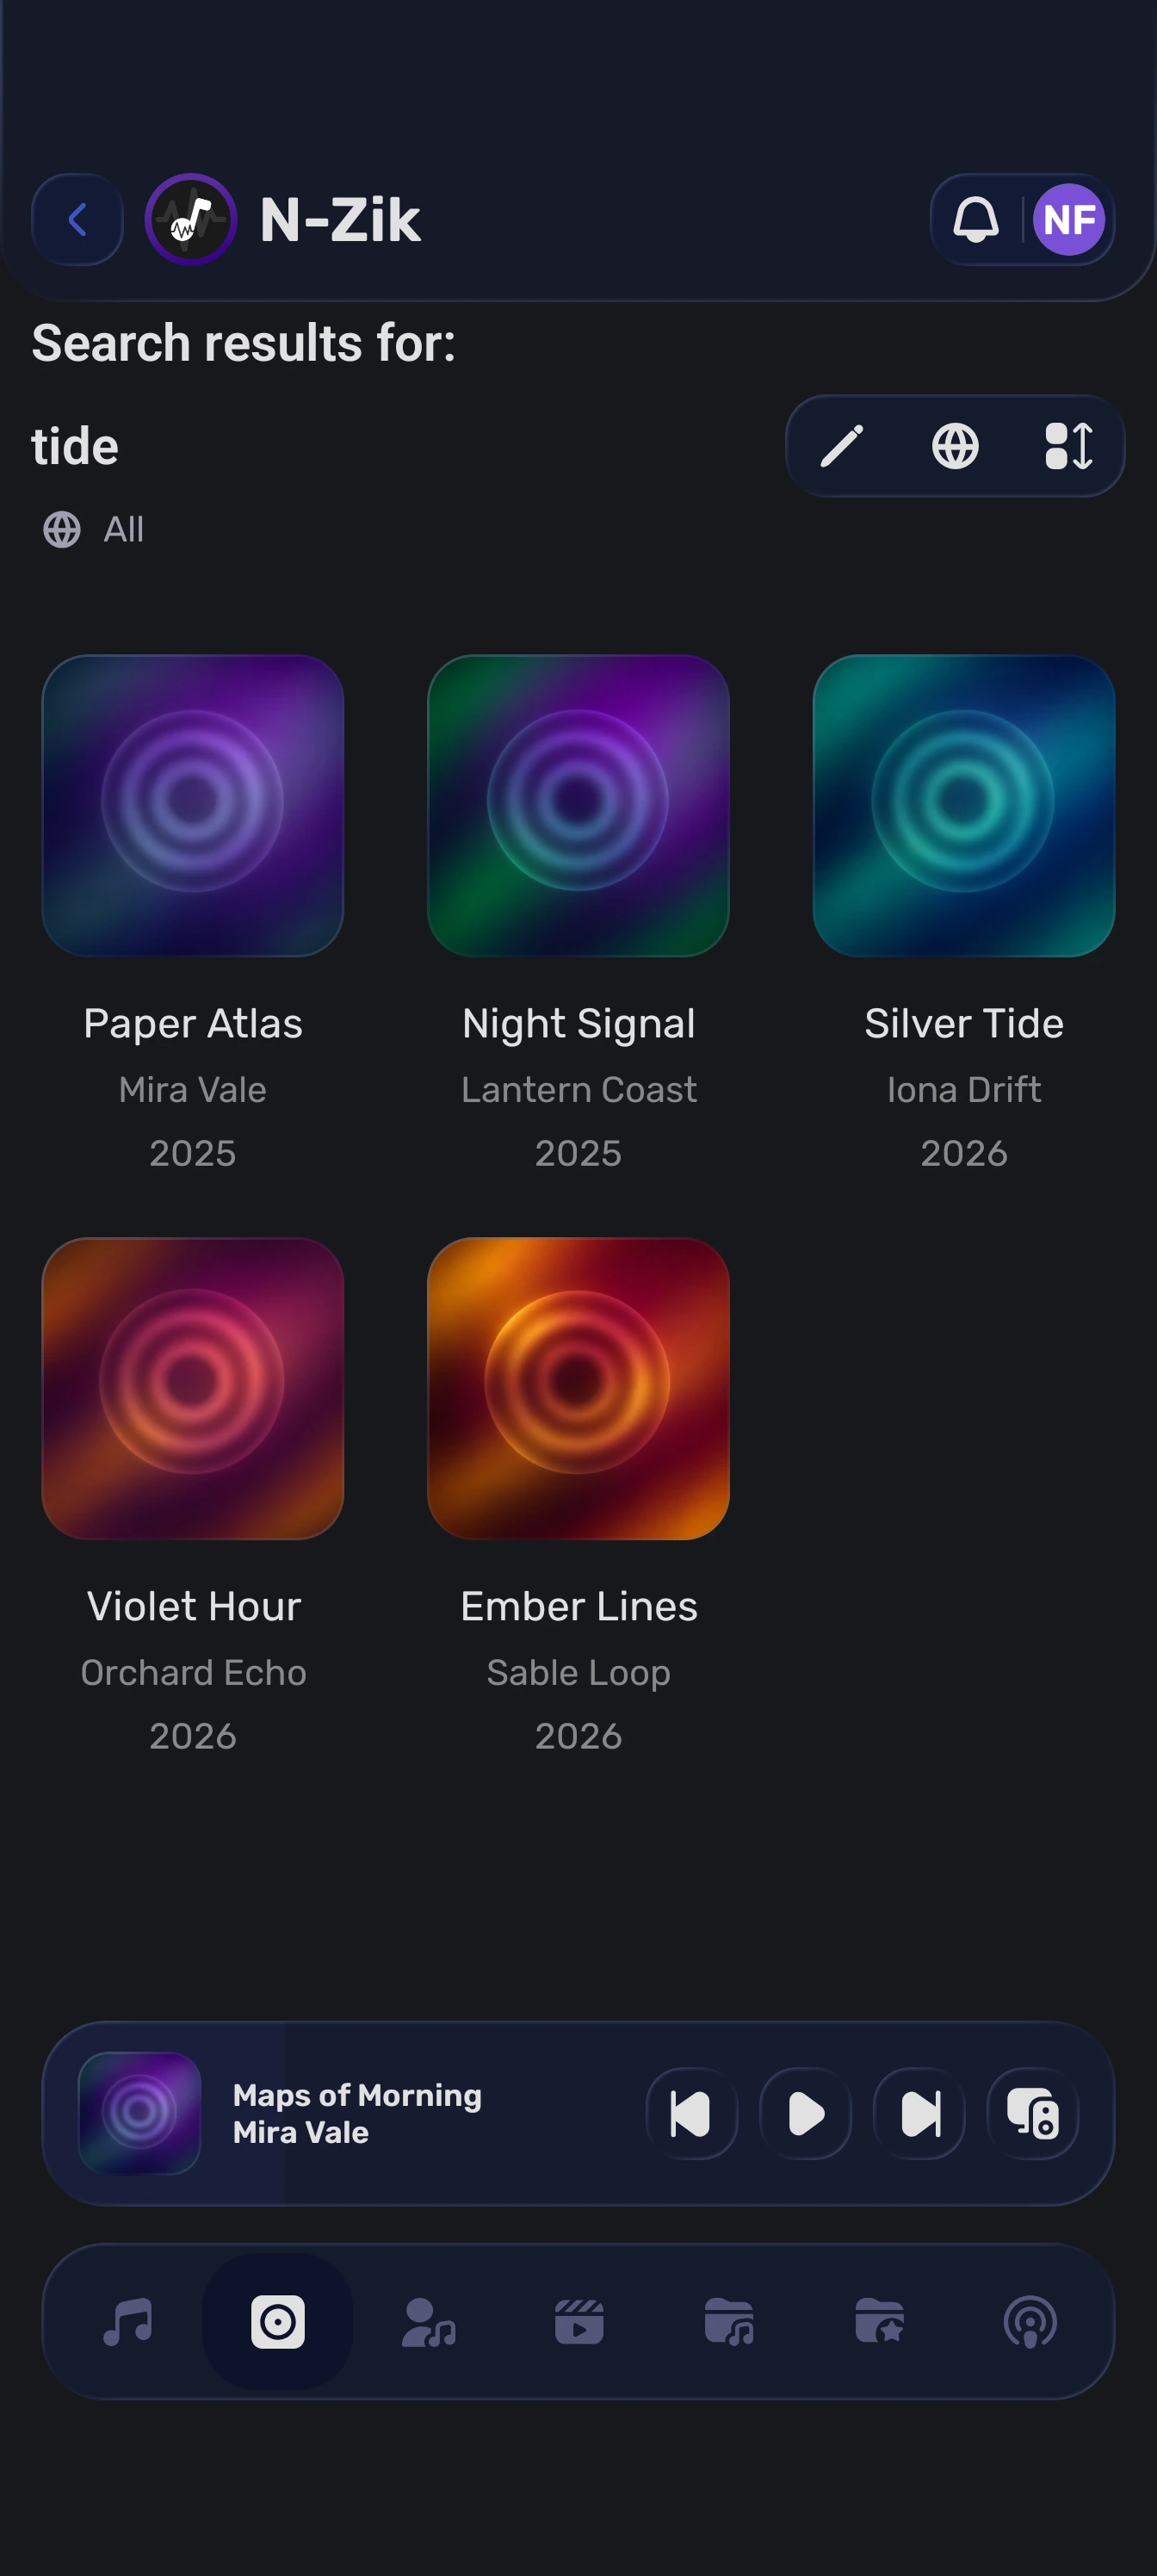 N-Zik
NF
Search results for:
tide
All
Paper Atlas
Mira Vale
2025
Night Signal
Lantern Coast
2025
Silver Tide
Iona Drift
2026
Violet Hour
Orchard Echo
2026
Ember Lines
Sable Loop
2026
Maps of Morning
Mira Vale